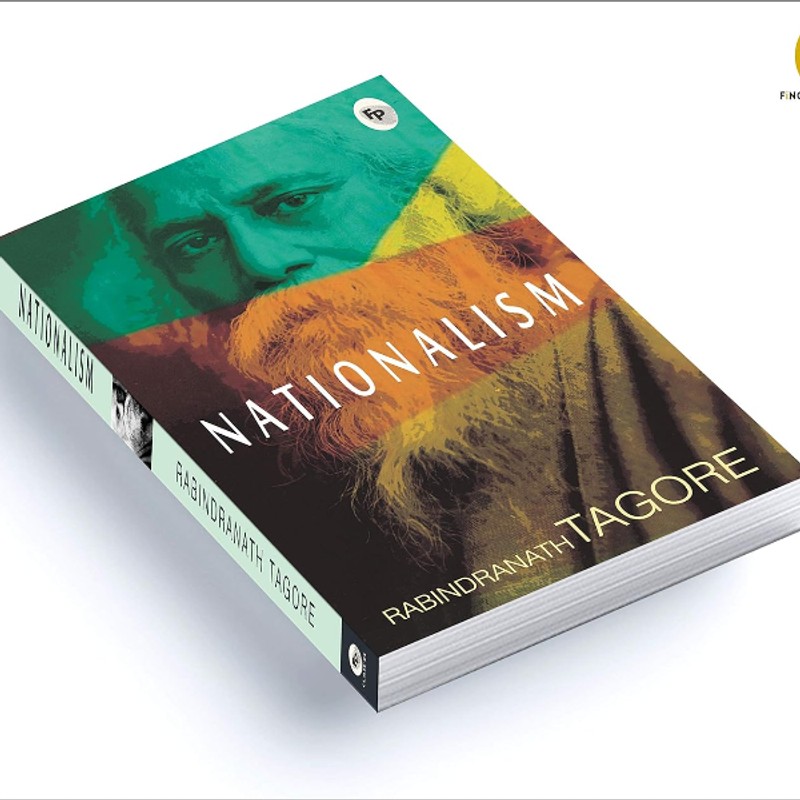 FP
NATIONALISM
RABINDRANATH TAGORE
NATIONALISM
RABINDRANATH TAGORE